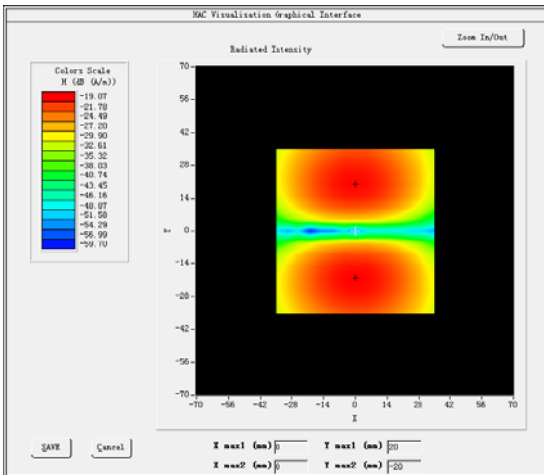 HAC Visualisation Graphical Interface
Zoom In/Out
Radiated Intensity
Colors Scale
H (dB (A/m))
-19.07
-21.78
-24.49
-27.20
-29.90
-32.61
-35.32
-38.03
-40.74
-43.45
-46.16
-48.87
-51.58
-54.29
-56.99
-59.70
70
56
42
28
14
0
-14
-28
-42
-56
-70
Y
-70 -56 -42 -28 -14 0 14 28 42 56 70
X
SAVE Cancel
X max1 (mm) 0 Y max1 (mm) 20
X max2 (mm) 0 Y max2 (mm) -20